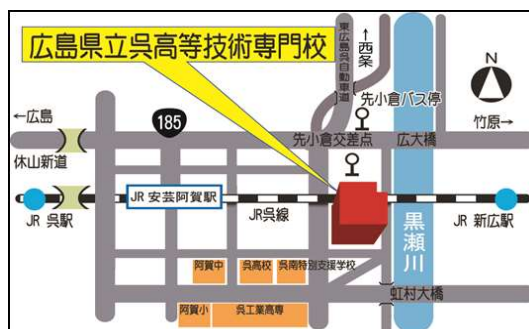 広島県立呉高等技術専門校
東広島呉自動車道
→西条
N
先小倉バス停
←広島
185
先小倉交差点
広大橋
竹原→
休山新道
JR 安芸阿賀駅
JR 呉駅
JR呉線
黒瀬川
JR 新広駅
阿賀中
呉高校
呉南特別支援学校
虹村大橋
阿賀小
呉工業高専